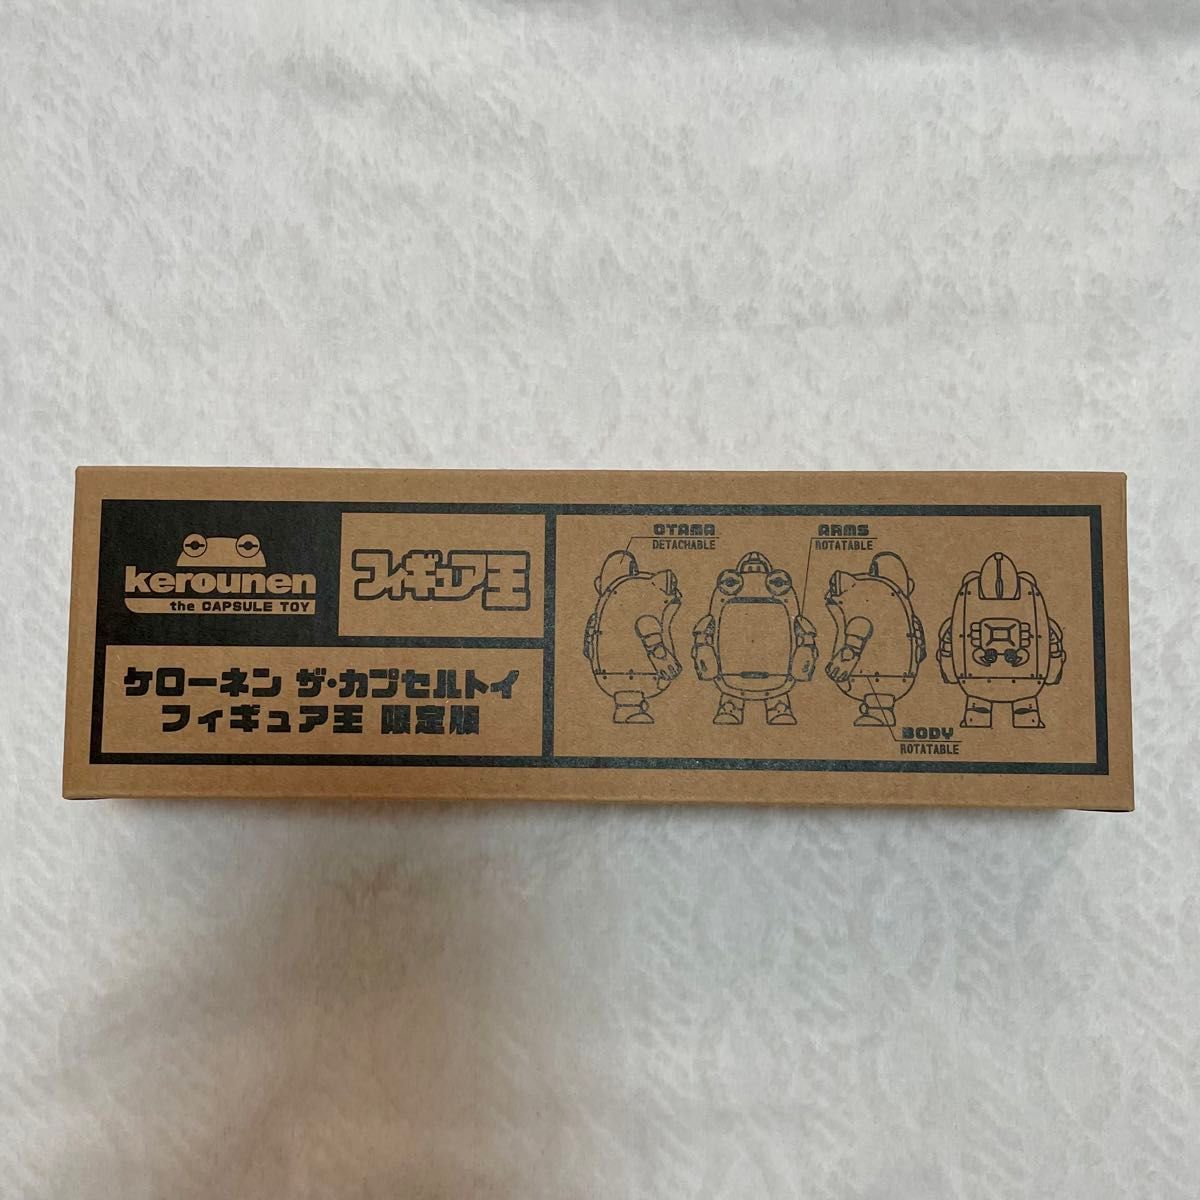 kerounen
the CAPSULE TOY
フィギュア王
ケローネン ザ・カプセルトイ
フィギュア王 限定版
OTAMA
DETACHABLE
ARMS
ROTATABLE
BODY
ROTATABLE